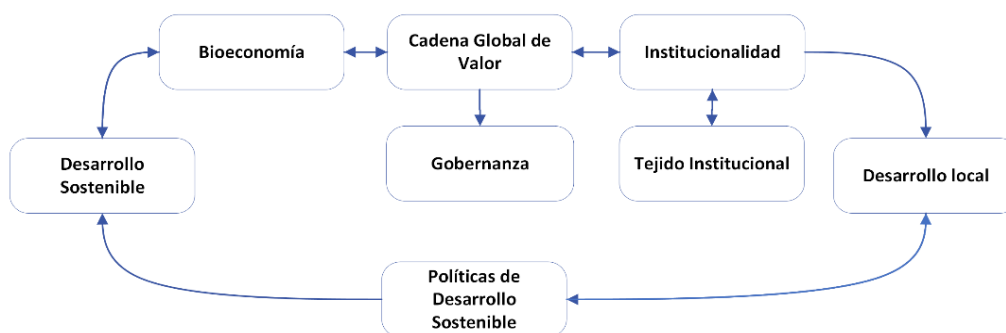 Bioeconomía
Cadena Global de
Valor
Institucionalidad
Desarrollo
Sostenible
Gobernanza
Tejido Institucional
Desarrollo local
Políticas de
Desarrollo
Sostenible